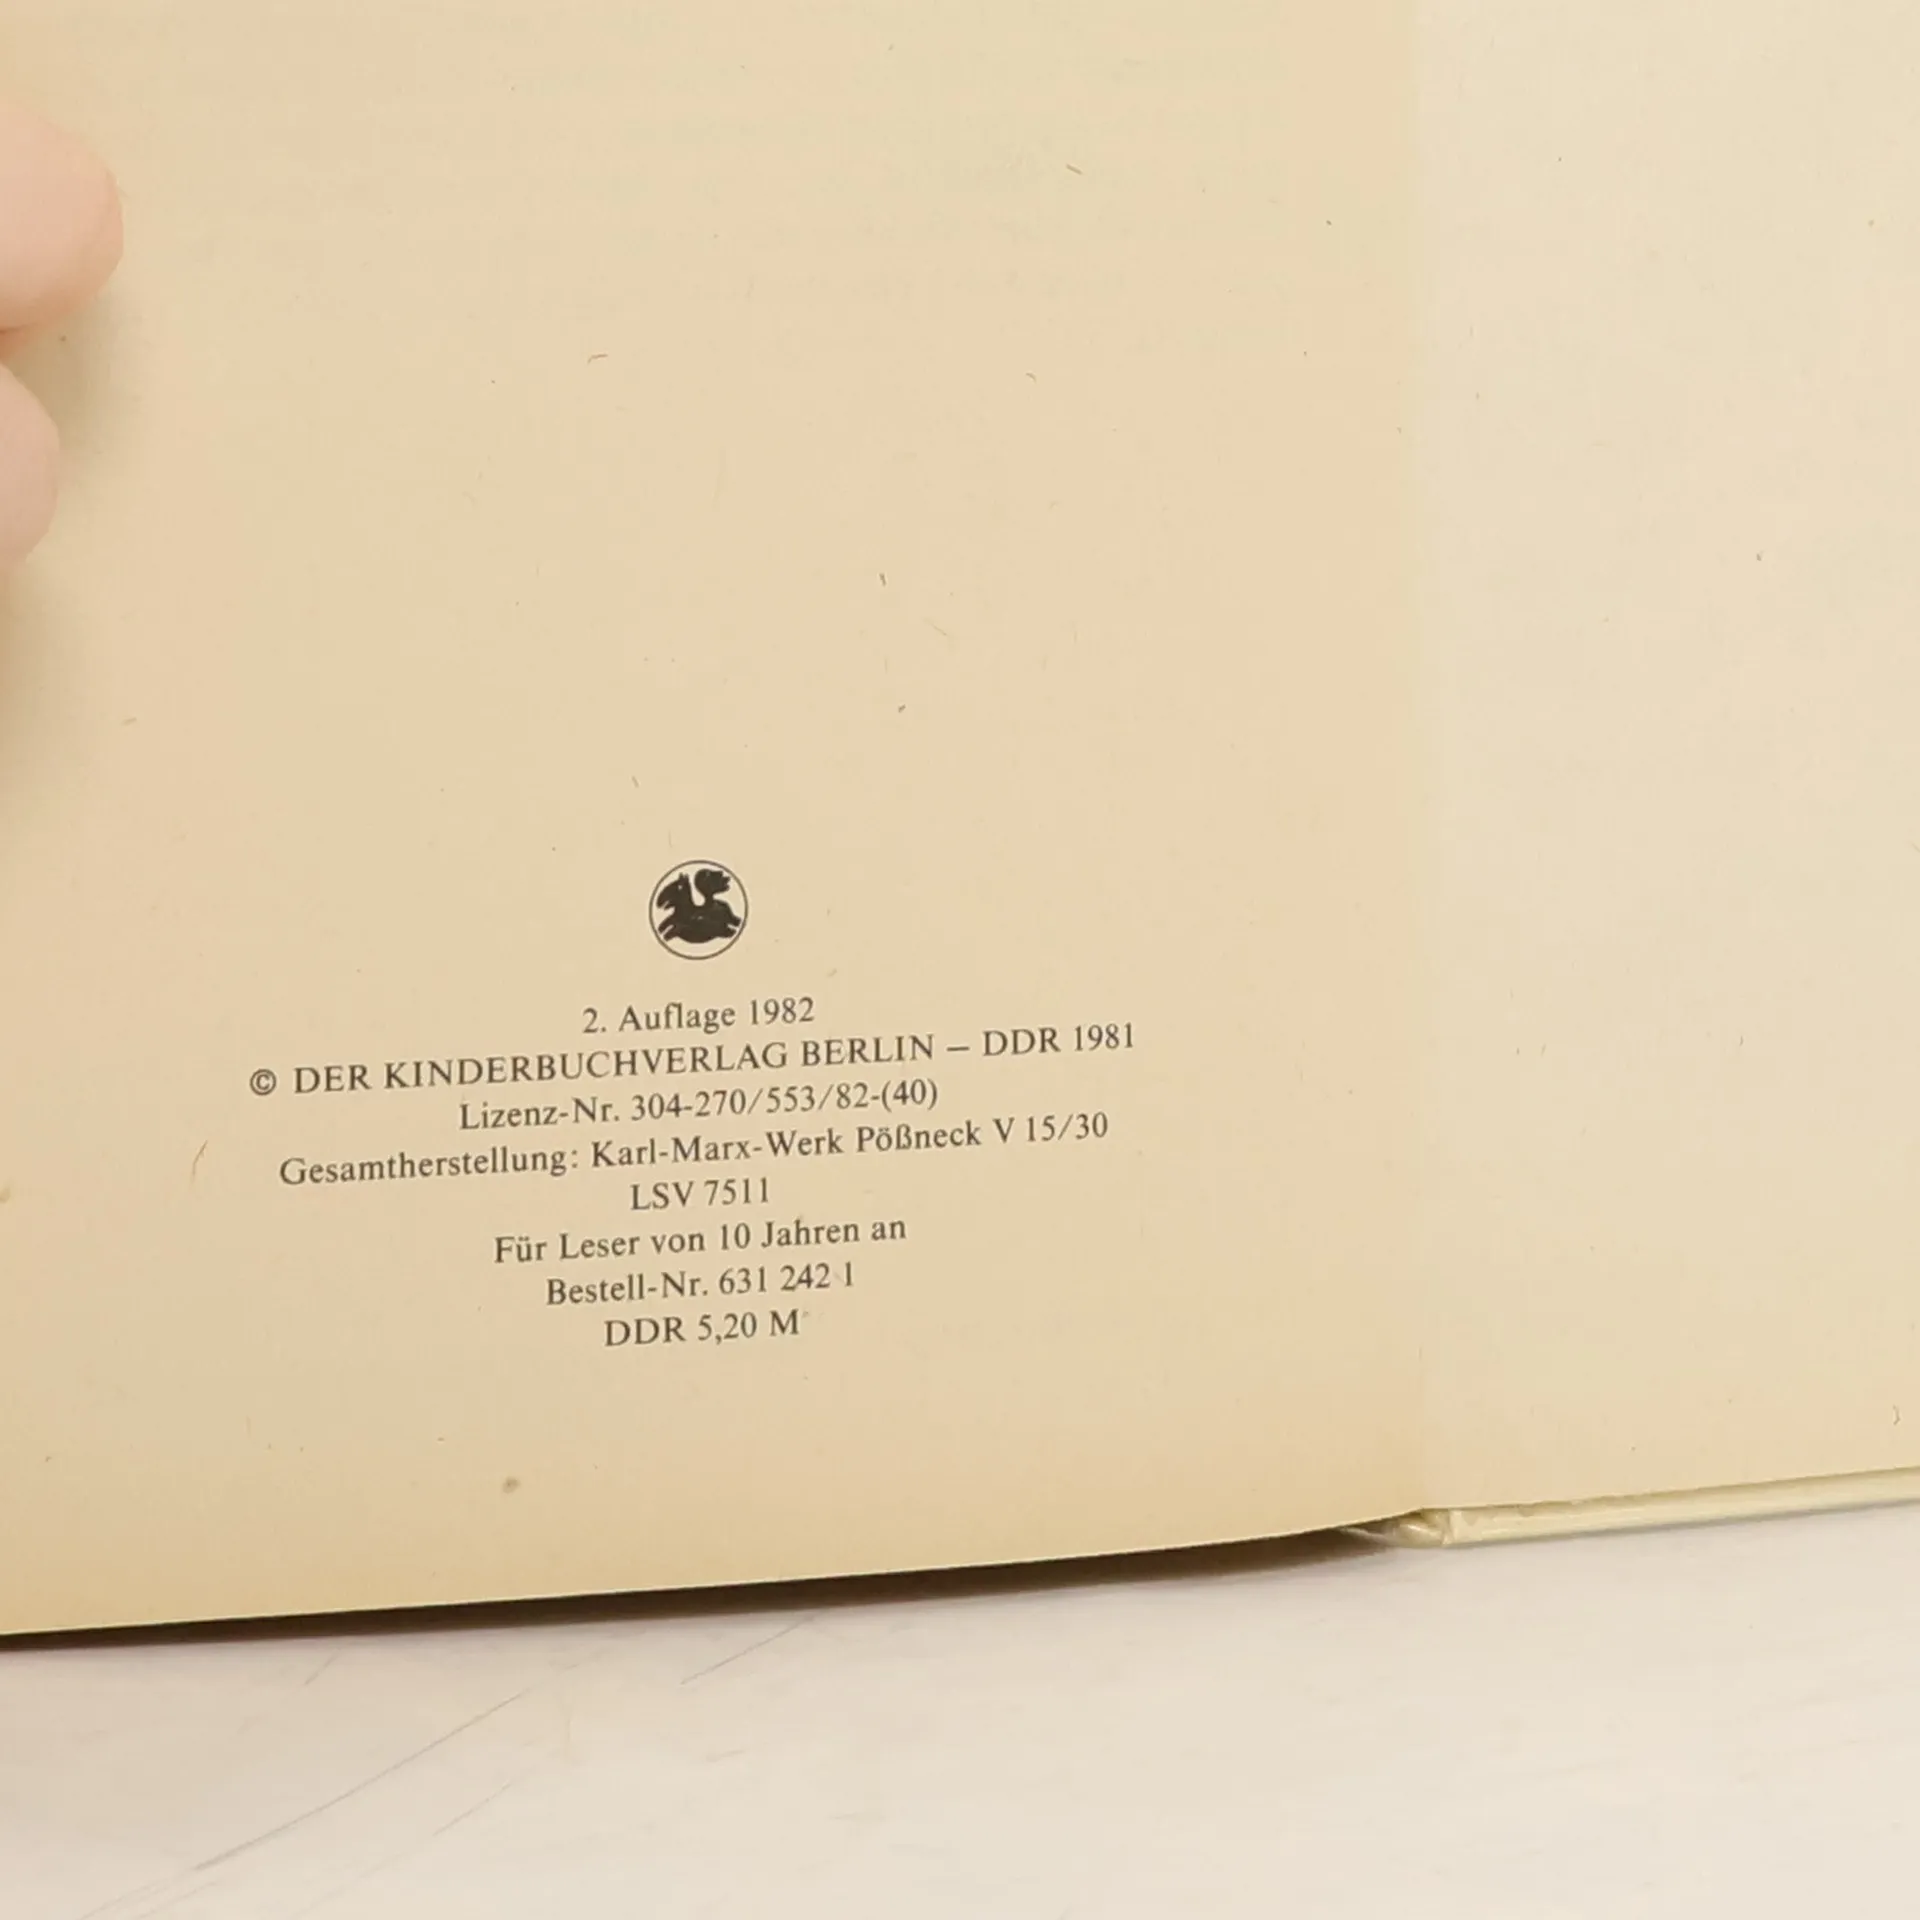 2. Auflage 1982
© DER KINDERBUCHVERLAG BERLIN – DDR 1981
Lizenz-Nr. 304-270/553/82-(40)
Gesamtherstellung: Karl-Marx-Werk Pößneck V 15/30
LSV 7511
Für Leser von 10 Jahren an
Bestell-Nr. 631 242 1
DDR 5,20 M